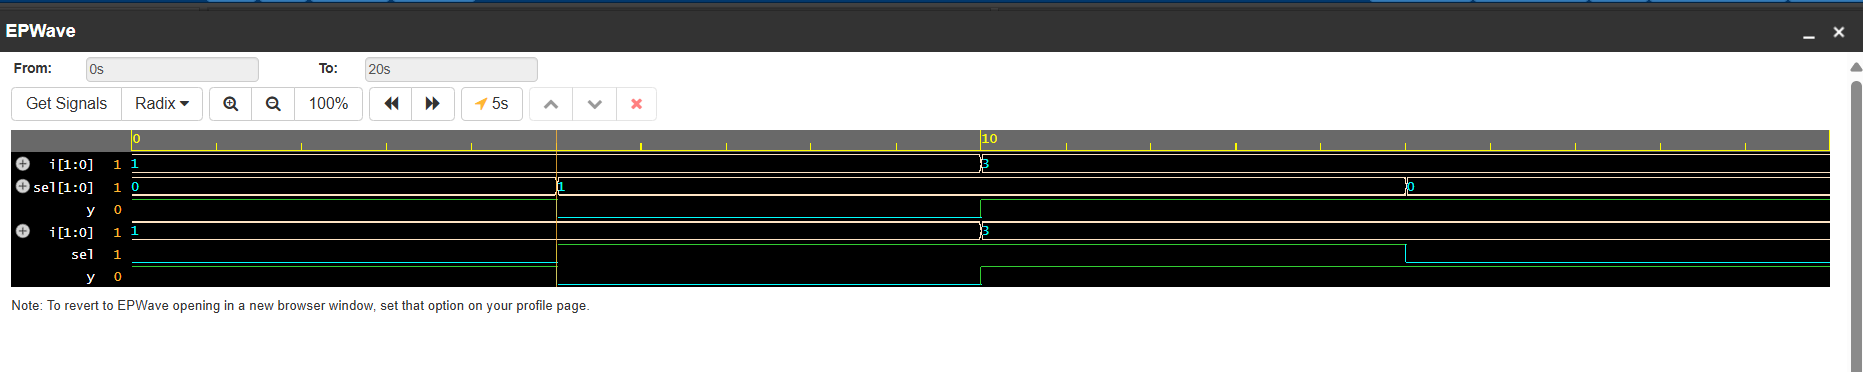 EPWave
From: 0s To: 20s
Get Signals Radix 100% 5s
0 10
i[1:0] 1 1 3
sel[1:0] 1 0 1 0
y 0
i[1:0] 1 1 3
sel 1
y 0
Note: To revert to EPWave opening in a new browser window, set that option on your profile page.